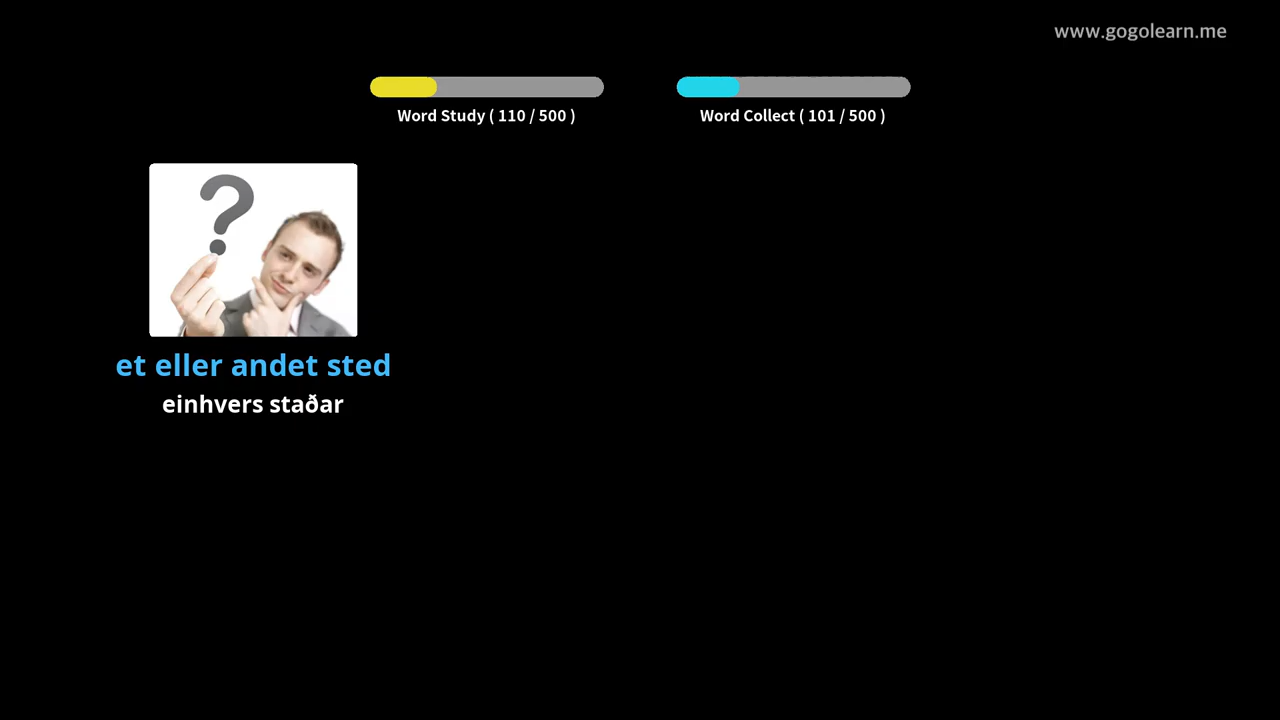 www.gogolearn.me
Word Study ( 110 / 500 )
Word Collect ( 101 / 500 )
?
et eller andet sted
einhvers staðar